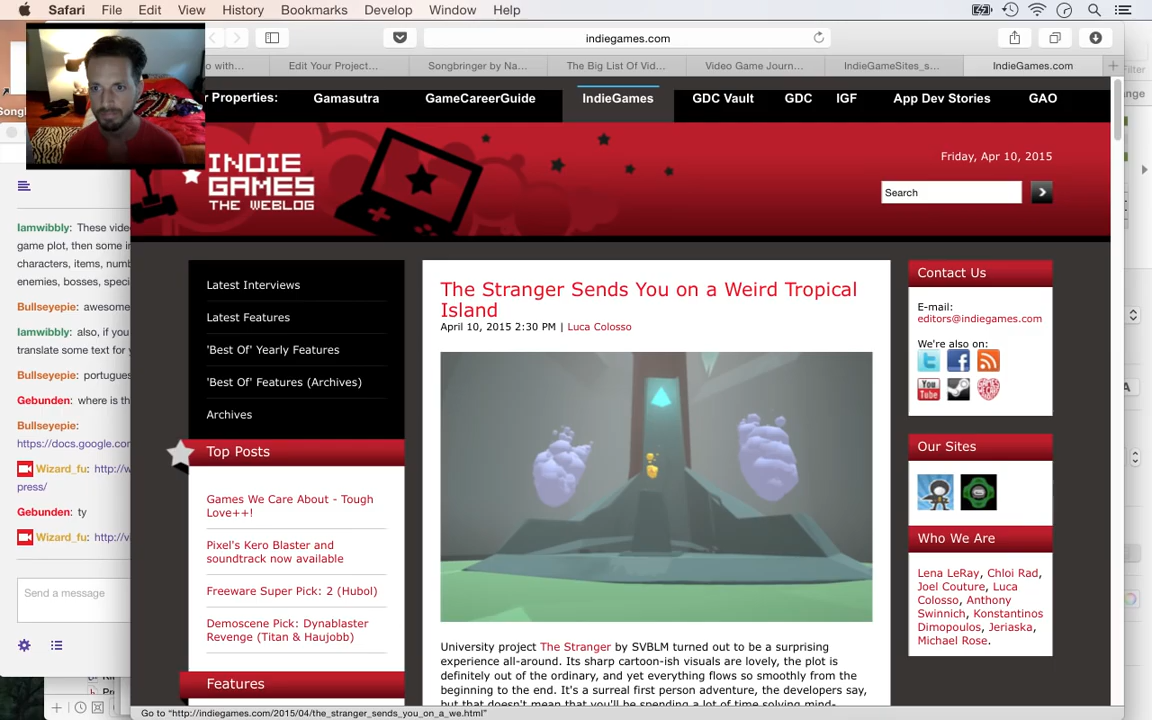 Safari File Edit View History Bookmarks Develop Window Help
indiegames.com
o with... Edit Your Project... Songbringer by Na... The Big List Of Vid... Video Game Journ... IndieGameSites_s... IndieGames.com
Filter
r Properties: Gamasutra GameCareerGuide IndieGames GDC Vault GDC IGF App Dev Stories GAO
ange
Song
INDIE
GAMES
THE WEBLOG
Friday, Apr 10, 2015
Search
Iamwibbly: These vide
game plot, then some i
characters, items, numb
enemies, bosses, speci
Bullseyepie: awesome
Iamwibbly: also, if you
translate some text for y
Bullseyepie: portugues
Gebunden: where is th
Bullseyepie:
https://docs.google.com
Wizard_fu: http://w
press/
Gebunden: ty
Wizard_fu: http://v
Send a message
Latest Interviews
Latest Features
'Best Of' Yearly Features
'Best Of' Features (Archives)
Archives
Top Posts
Games We Care About - Tough
Love++!
Pixel's Kero Blaster and
soundtrack now available
Freeware Super Pick: 2 (Hubol)
Demoscene Pick: Dynablaster
Revenge (Titan & Haujobb)
Features
The Stranger Sends You on a Weird Tropical
Island
April 10, 2015 2:30 PM | Luca Colosso
University project The Stranger by SVBLM turned out to be a surprising
experience all-around. Its sharp cartoon-ish visuals are lovely, the plot is
definitely out of the ordinary, and yet everything flows so smoothly from the
beginning to the end. It's a surreal first person adventure, the developers say,
but that doesn't mean that you'll be spending a lot of time solving mind-
Contact Us
E-mail:
editors@indiegames.com
We're also on:
You
Tube
Our Sites
Who We Are
Lena LeRay, Chloi Rad,
Joel Couture, Luca
Colosso, Anthony
Swinnich, Konstantinos
Dimopoulos, Jeriaska,
Michael Rose.
Go to "http://indiegames.com/2015/04/the_stranger_sends_you_on_a_we.html"